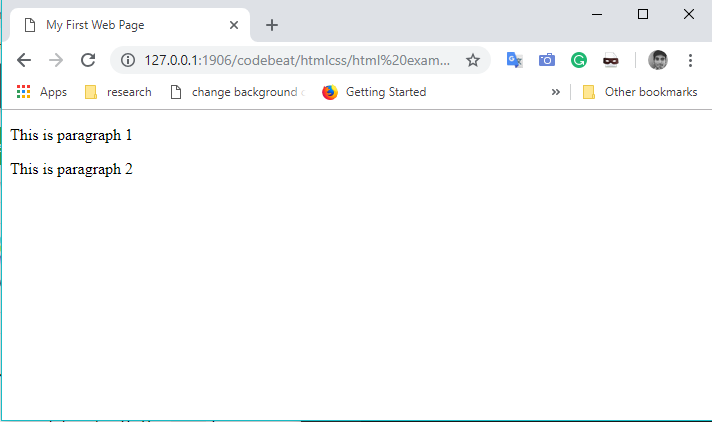 My First Web Page
127.0.0.1:1906/codebeat/htmlcss/html%20exam...
Apps research change background Getting Started » Other bookmarks
This is paragraph 1
This is paragraph 2